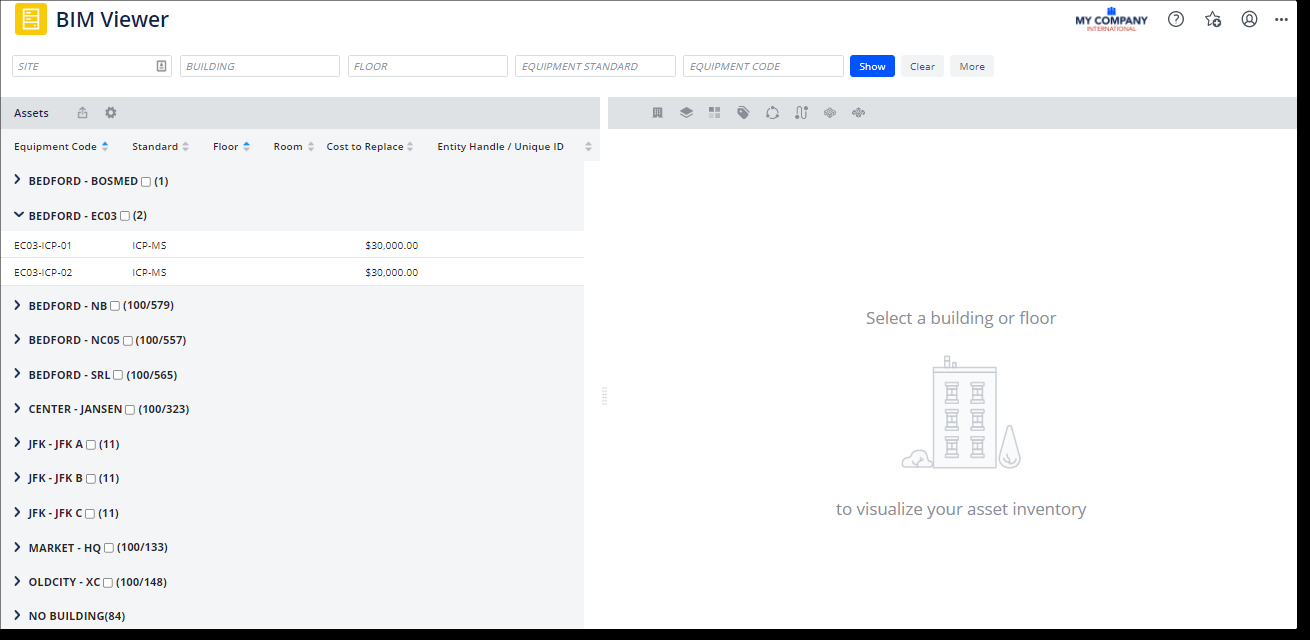 BIM Viewer
MY COMPANY
INTERNATIONAL
SITE BUILDING FLOOR EQUIPMENT STANDARD EQUIPMENT CODE Show Clear More
Assets
Equipment Code Standard Floor Room Cost to Replace Entity Handle / Unique ID
BEDFORD - BOSMED (1)
BEDFORD - EC03 (2)
EC03-ICP-01 ICP-MS $30,000.00
EC03-ICP-02 ICP-MS $30,000.00
BEDFORD - NB (100/579)
BEDFORD - NC05 (100/557)
BEDFORD - SRL (100/565)
CENTER - JANSEN (100/323)
JFK - JFK A (11)
JFK - JFK B (11)
JFK - JFK C (11)
MARKET - HQ (100/133)
OLDCITY - XC (100/148)
NO BUILDING(84)
Select a building or floor
to visualize your asset inventory